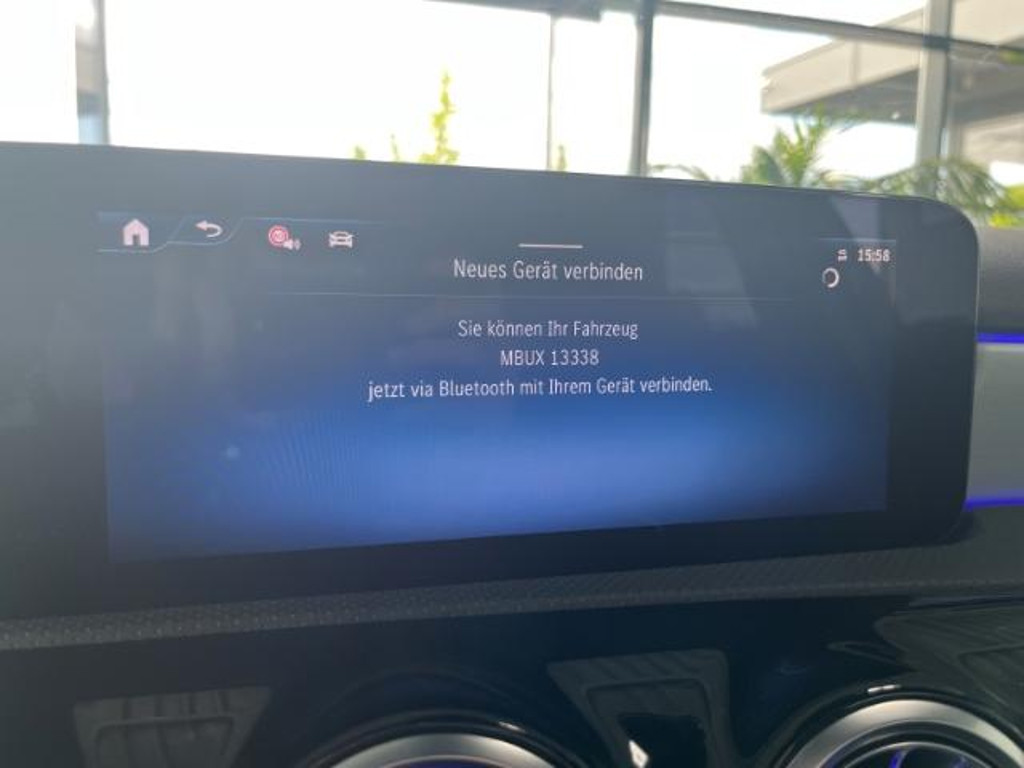 15:58
Neues Gerät verbinden
Sie können Ihr Fahrzeug
MBUX 13338
jetzt via Bluetooth mit Ihrem Gerät verbinden.